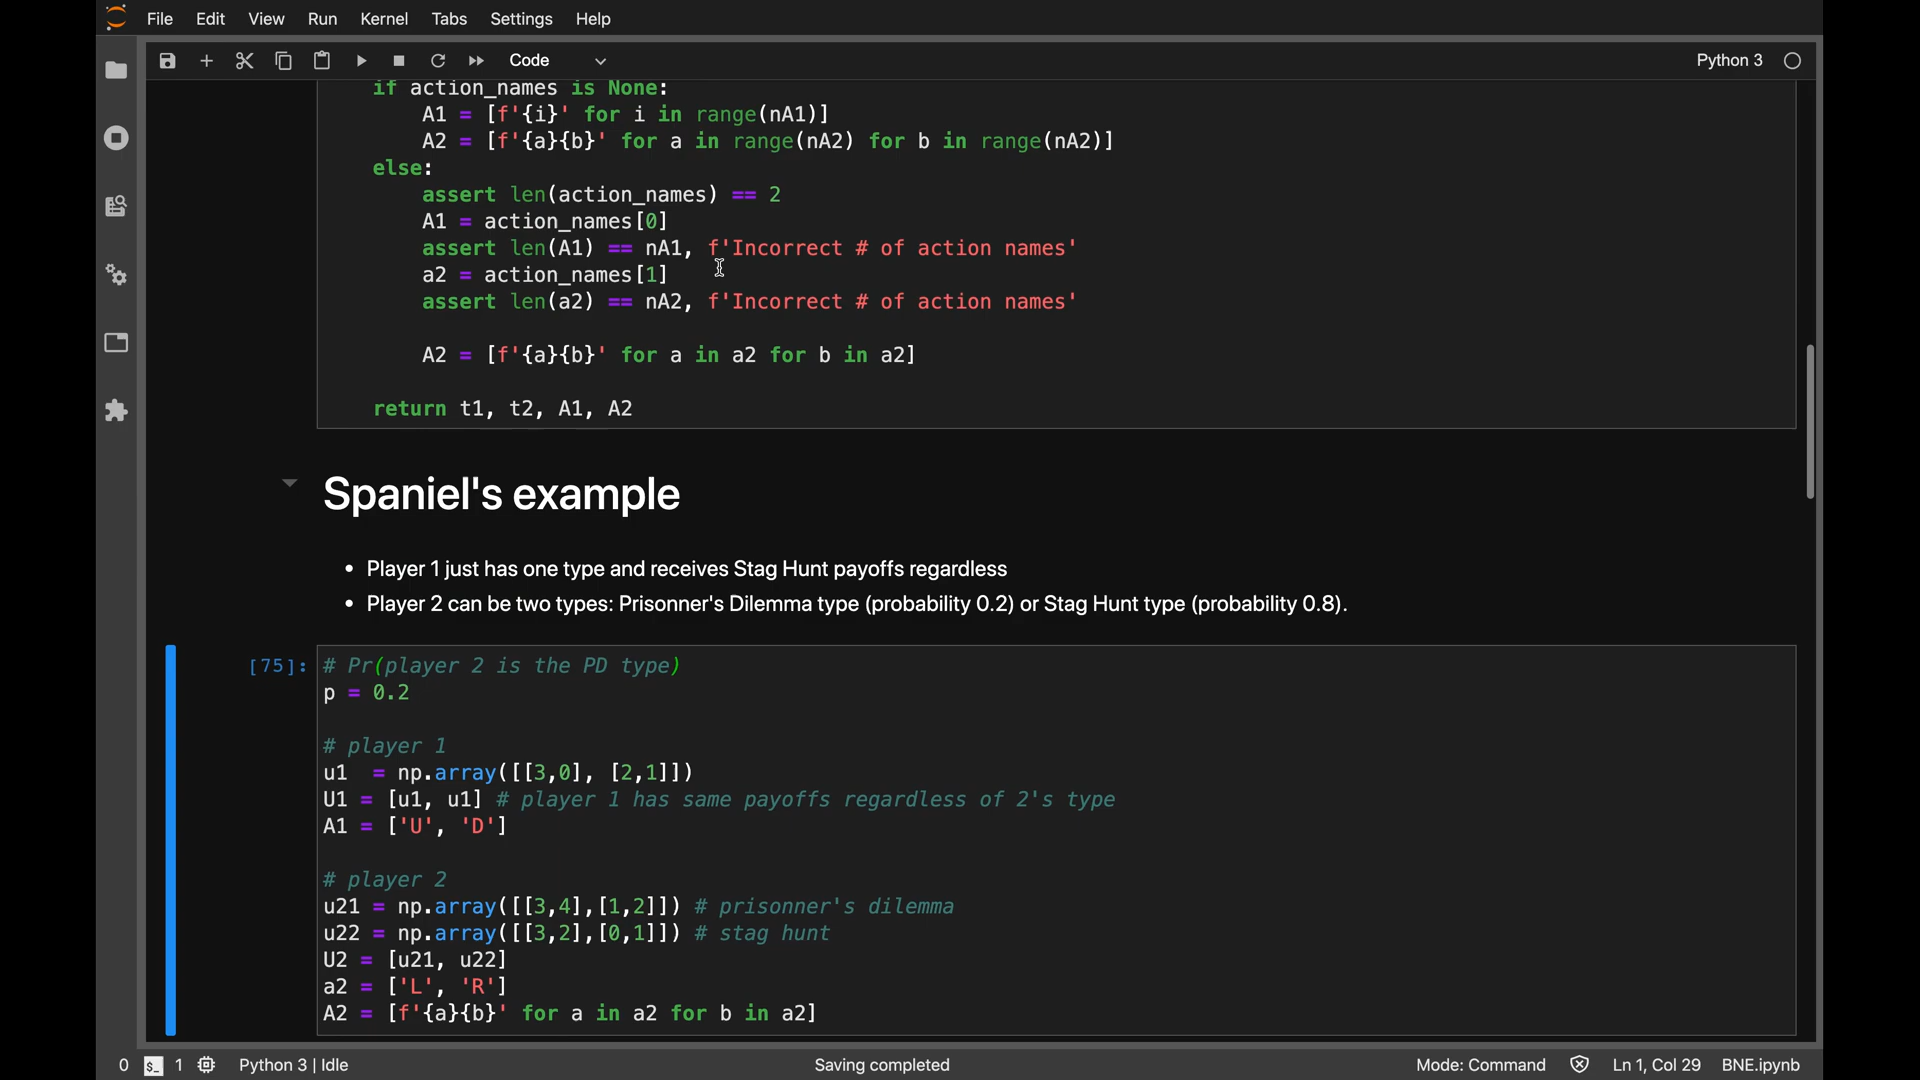 File Edit View Run Kernel Tabs Settings Help
Code
Python 3
if action_names is None:
A1 = [f'{i}' for i in range(nA1)]
A2 = [f'{a}{b}' for a in range(nA2) for b in range(nA2)]
else:
assert len(action_names) == 2
A1 = action_names[0]
assert len(A1) == nA1, f'Incorrect # of action names'
a2 = action_names[1]
assert len(a2) == nA2, f'Incorrect # of action names'
A2 = [f'{a}{b}' for a in a2 for b in a2]
return t1, t2, A1, A2
Spaniel's example
• Player 1 just has one type and receives Stag Hunt payoffs regardless
• Player 2 can be two types: Prisonner's Dilemma type (probability 0.2) or Stag Hunt type (probability 0.8).
[75]: # Pr(player 2 is the PD type)
p = 0.2
# player 1
u1  = np.array([[3,0], [2,1]])
U1 = [u1, u1] # player 1 has same payoffs regardless of 2's type
A1 = ['U', 'D']
# player 2
u21 = np.array([[3,4],[1,2]]) # prisonner's dilemma
u22 = np.array([[3,2],[0,1]]) # stag hunt
U2 = [u21, u22]
a2 = ['L', 'R']
A2 = [f'{a}{b}' for a in a2 for b in a2]
0 $_ 1 Python 3 | Idle Saving completed Mode: Command Ln 1, Col 29 BNE.ipynb